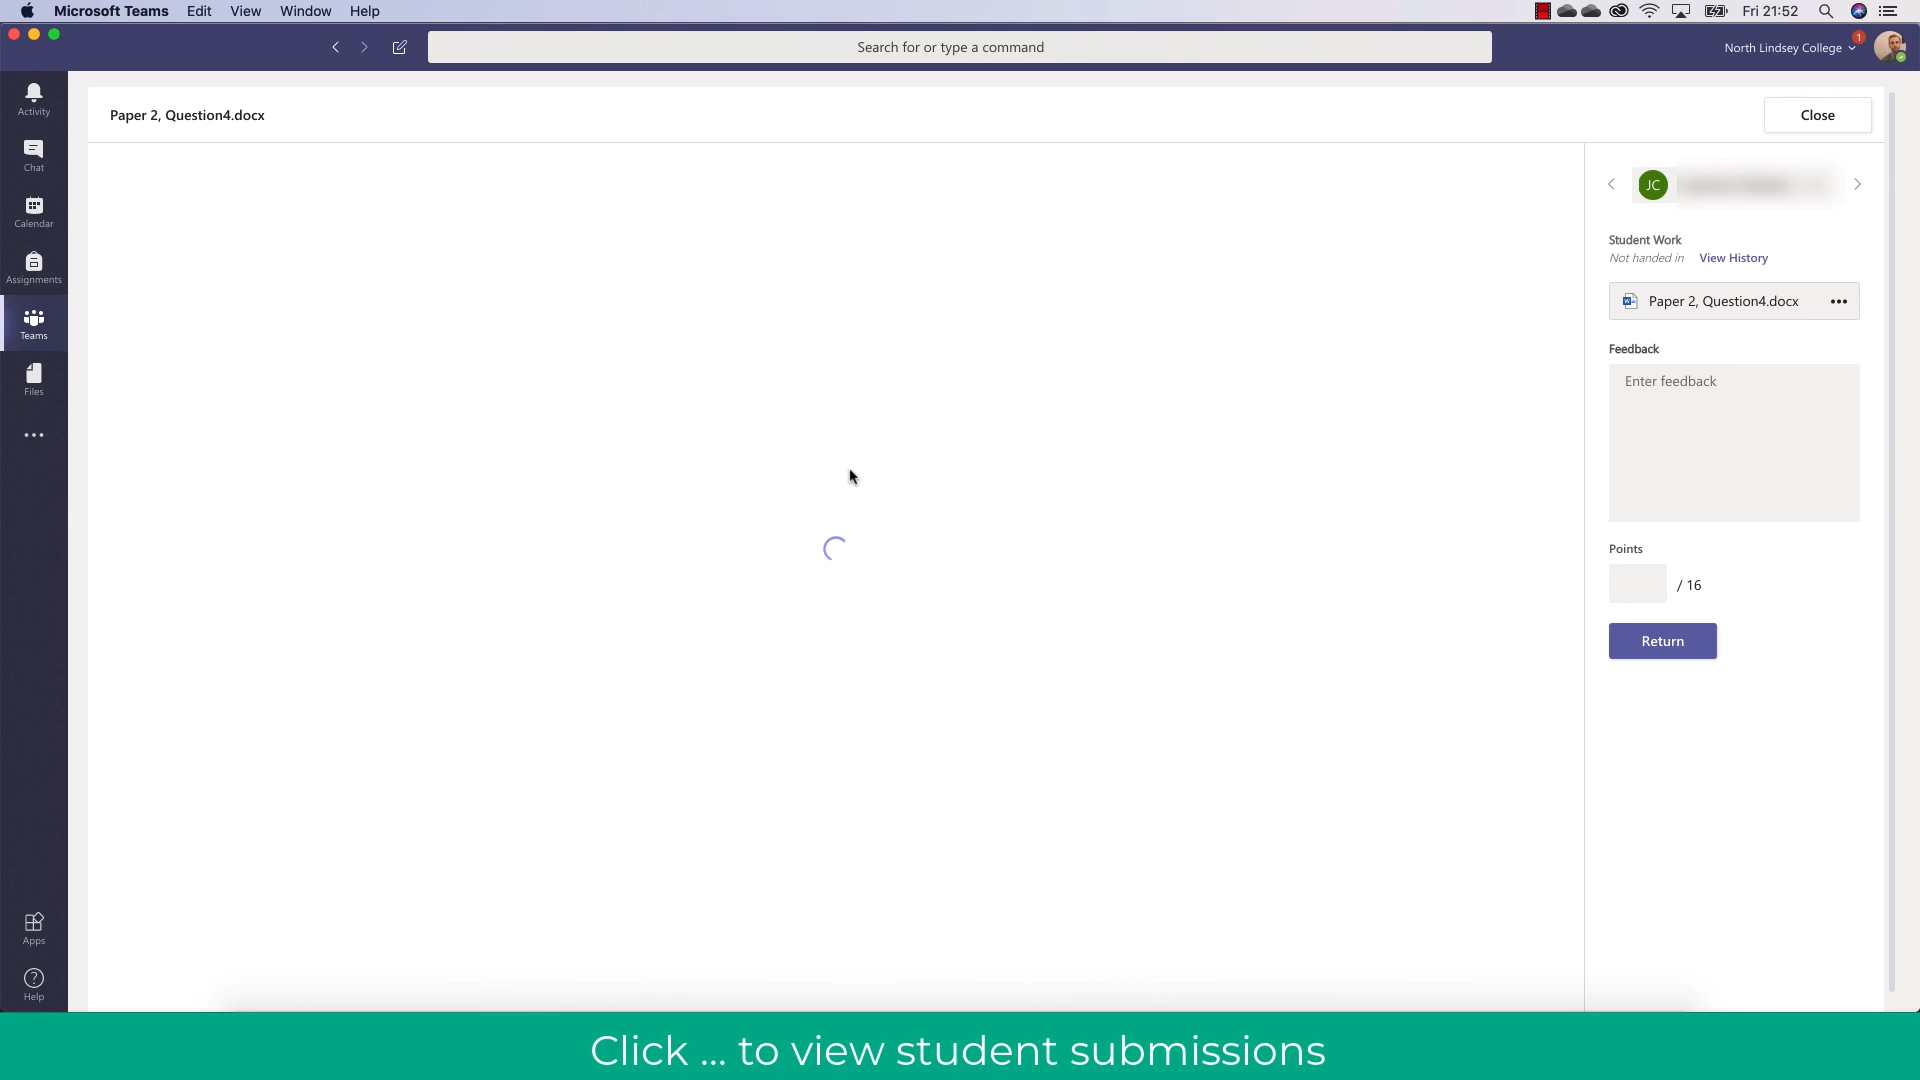 Microsoft Teams Edit View Window Help
Fri 21:52
Search for or type a command
North Lindsey College
1
Activity
Chat
Calendar
Assignments
Teams
Files
Apps
Help
Paper 2, Question4.docx
Close
JC
Student Work
Not handed in View History
Paper 2, Question4.docx •••
Feedback
Enter feedback
Points
/ 16
Return
Click ... to view student submissions